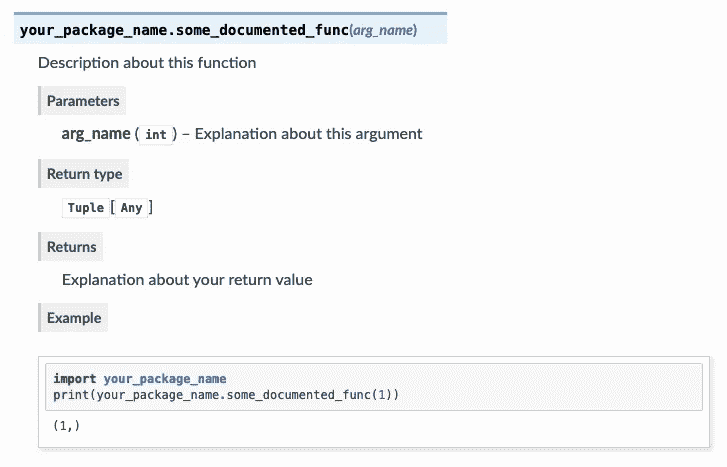 your_package_name.some_documented_func(arg_name)
Description about this function
Parameters
arg_name ( int ) – Explanation about this argument
Return type
Tuple [ Any ]
Returns
Explanation about your return value
Example
import your_package_name
print(your_package_name.some_documented_func(1))
(1,)